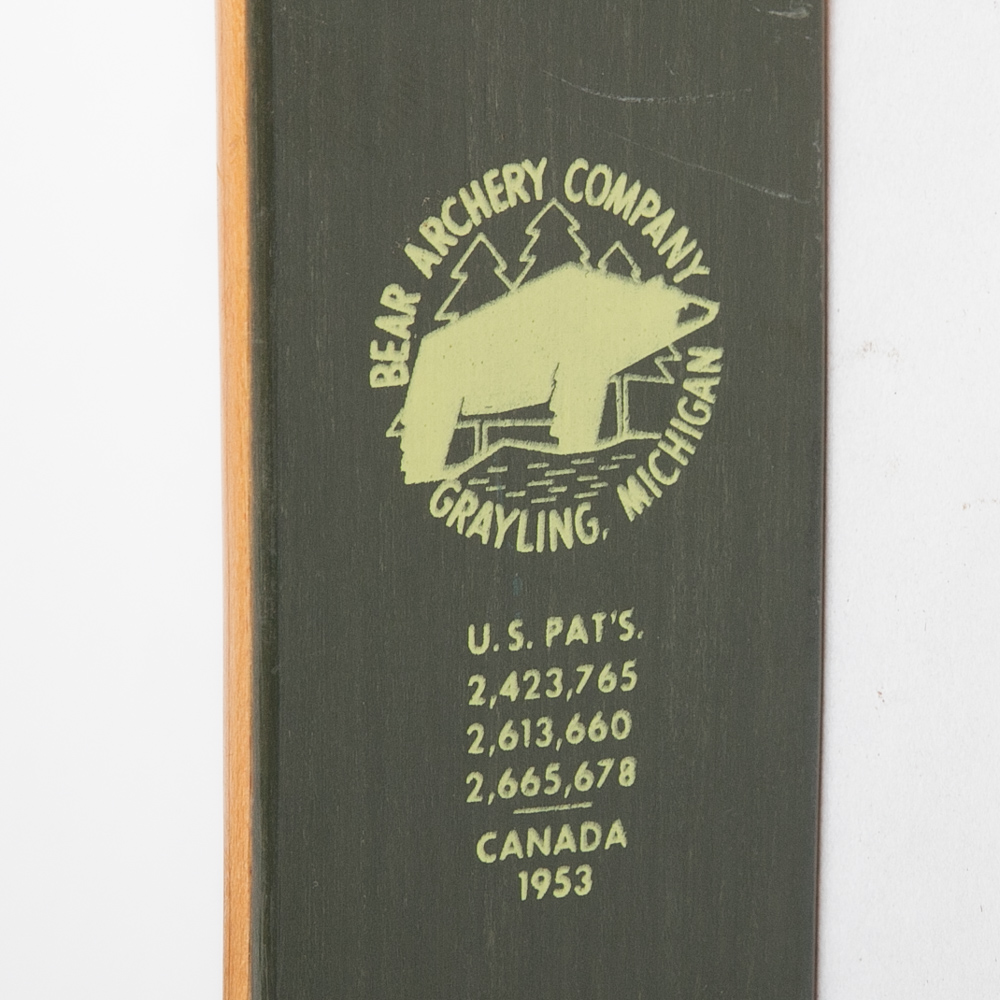 BEAR ARCHERY COMPANY
GRAYLING, MICHIGAN
U.S. PAT'S.
2,423,765
2,613,660
2,665,678
CANADA
1953